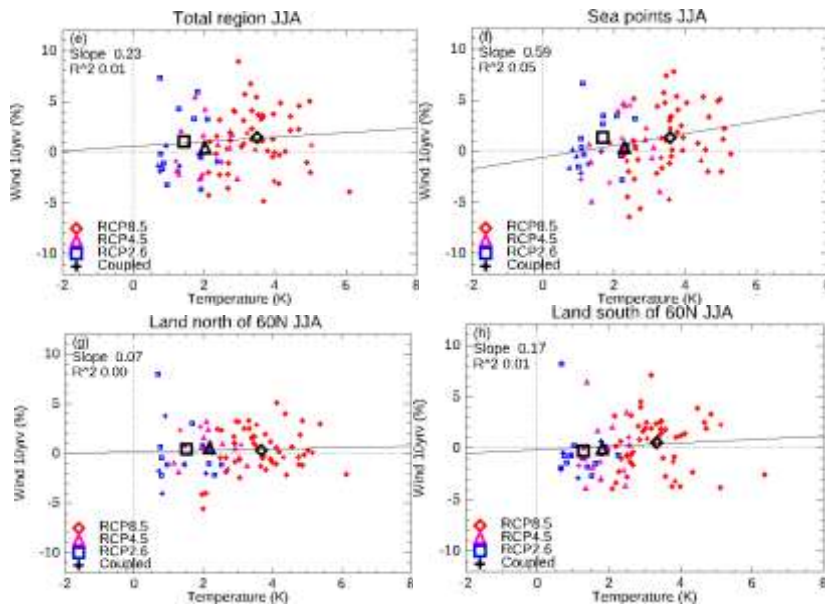 Total region JJA
(e)
Slope 0.23
R^2 0.01
Wind 10yrv (%)
10
5
0
-5
-10
RCP8.5
RCP4.5
RCP2.6
Coupled
-2 0 2 4 6 8
Temperature (K)
Sea points JJA
(f)
Slope 0.59
R^2 0.05
Wind 10yrv (%)
10
5
0
-5
-10
RCP8.5
RCP4.5
RCP2.6
Coupled
-2 0 2 4 6 8
Temperature (K)
Land north of 60N JJA
(g)
Slope 0.07
R^2 0.00
Wind 10yrv (%)
10
5
0
-5
-10
RCP8.5
RCP4.5
RCP2.6
Coupled
-2 0 2 4 6 8
Temperature (K)
Land south of 60N JJA
(h)
Slope 0.17
R^2 0.01
Wind 10yrv (%)
10
5
0
-5
-10
RCP8.5
RCP4.5
RCP2.6
Coupled
-2 0 2 4 6 8
Temperature (K)